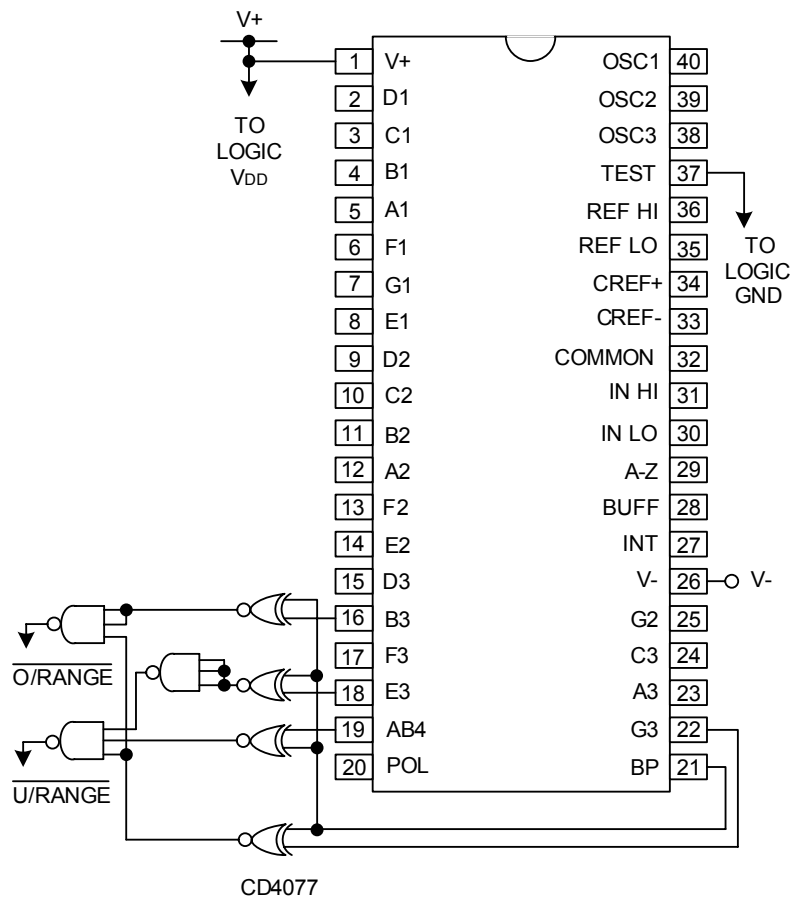 V+
TO
LOGIC
VDD
1 V+
2 D1
3 C1
4 B1
5 A1
6 F1
7 G1
8 E1
9 D2
10 C2
11 B2
12 A2
13 F2
14 E2
15 D3
16 B3
17 F3
18 E3
19 AB4
20 POL
OSC1 40
OSC2 39
OSC3 38
TEST 37
REF HI 36
REF LO 35
CREF+ 34
CREF- 33
COMMON 32
IN HI 31
IN LO 30
A-Z 29
BUFF 28
INT 27
V- 26
G2 25
C3 24
A3 23
G3 22
BP 21
TO
LOGIC
GND
V-
O/RANGE
U/RANGE
CD4077